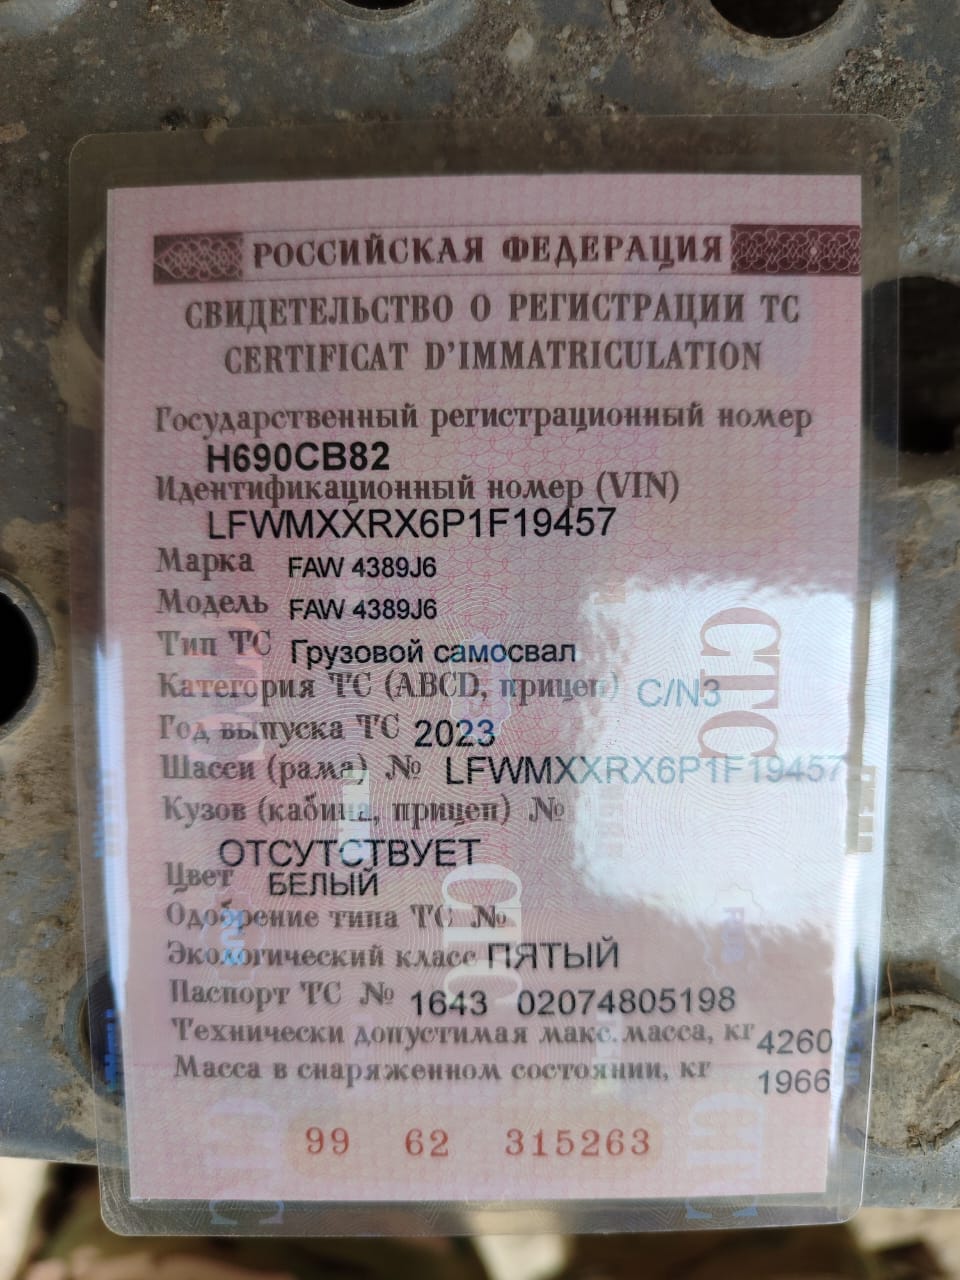 РОССИЙСКАЯ ФЕДЕРАЦИЯ
СВИДЕТЕЛЬСТВО О РЕГИСТРАЦИИ ТС
CERTIFICAT D'IMMATRICULATION
Государственный регистрационный номер
Н690СВ82
Идентификационный номер (VIN)
LFWMXXRX6P1F19457
Марка FAW 4389J6
Модель FAW 4389J6
Тип ТС Грузовой самосвал
Категория ТС (ABCD, прицеп) C/N3
Год выпуска ТС 2023
Шасси (рама) № LFWMXXRX6P1F19457
Кузов (кабина, прицеп) №
ОТСУТСТВУЕТ
Цвет БЕЛЫЙ
Одобрение типа ТС №
Экологический класс ПЯТЫЙ
Паспорт ТС № 1643 02074805198
Технически допустимая макс. масса, кг 4260
Масса в снаряженном состоянии, кг 1966
99 62 315263